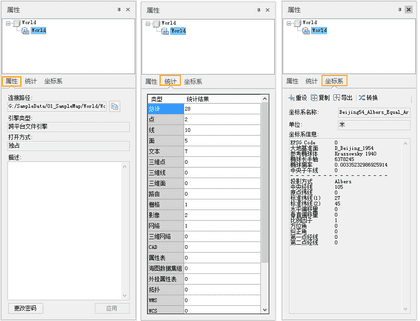 属性
World
World
属性 统计 坐标系
连接路径:
G:/SampleData/01_SampleMap/World/Wo
引擎类型:
跨平台文件引擎
打开方式:
独占
描述:
更改密码 应用
属性
World
World
属性 统计 坐标系
类型 统计结果
总计 28
点 2
线 10
面 5
文本 7
三维点 0
三维线 0
三维面 0
路由 0
栅格 1
影像 2
网络 1
三维网络 0
CAD 0
属性表 0
海图数据集组 0
外挂属性表 0
拓扑 0
WMS 0
WCS 0
属性
World
World
属性 统计 坐标系
重设 复制 导出 转换
坐标系名称: Beijing54_Albers_Equal_Ar
单位: 米
坐标系信息:
EPSG Code 0
大地基准面 D_Beijing_1954
参考椭球体 Krasovsky 1940
椭球长半轴 6378245
椭球扁率 0.00335232986925914
中央子午线 0
投影方式 Albers
中央经线 105
原点纬线 0
标准纬线(1) 27
标准纬线(2) 45
水平偏移量 0
垂直偏移量 0
比例因子 1
方位角 0
纠正角 0
第一点经线 0
第二点经线 0